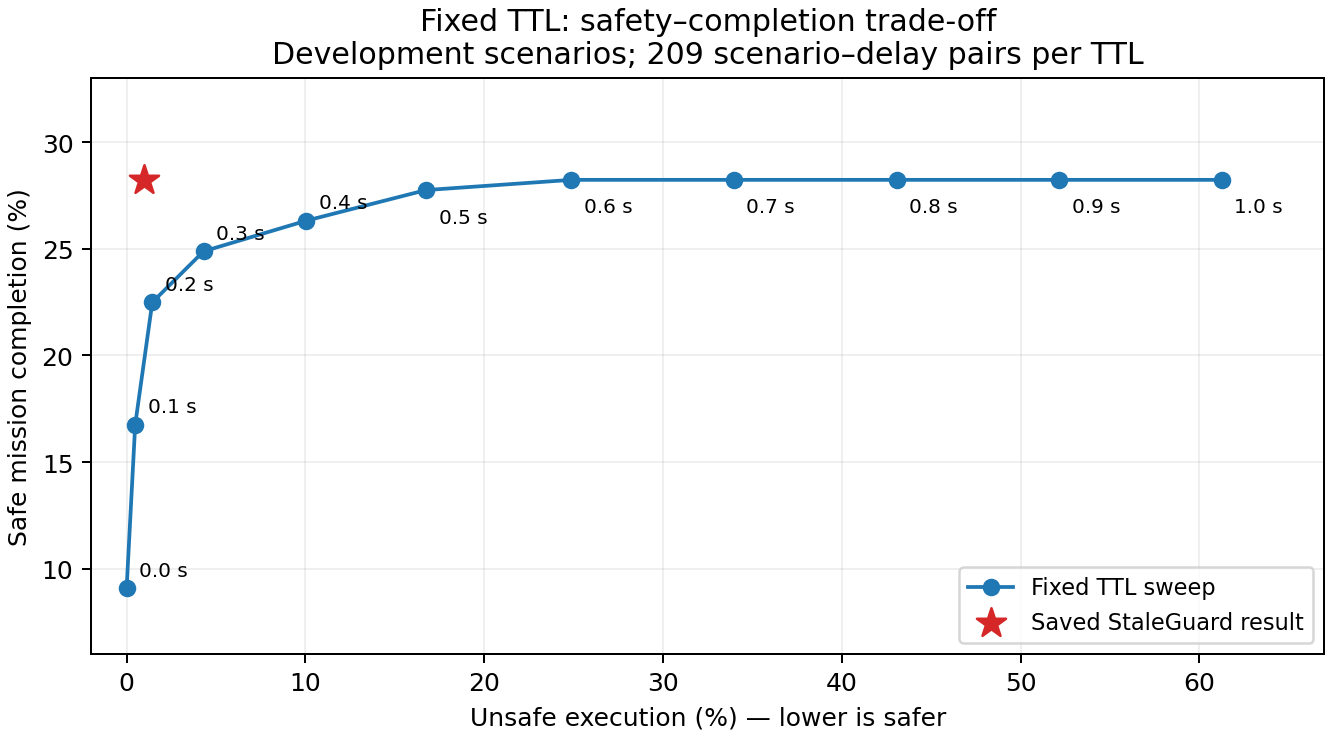 Fixed TTL: safety–completion trade-off
Development scenarios; 209 scenario–delay pairs per TTL
Safe mission completion (%)
30
25
20
15
10
0.0 s
0.1 s
0.2 s
0.3 s
0.4 s
0.5 s
0.6 s
0.7 s
0.8 s
0.9 s
1.0 s
Fixed TTL sweep
Saved StaleGuard result
0
10
20
30
40
50
60
Unsafe execution (%) — lower is safer